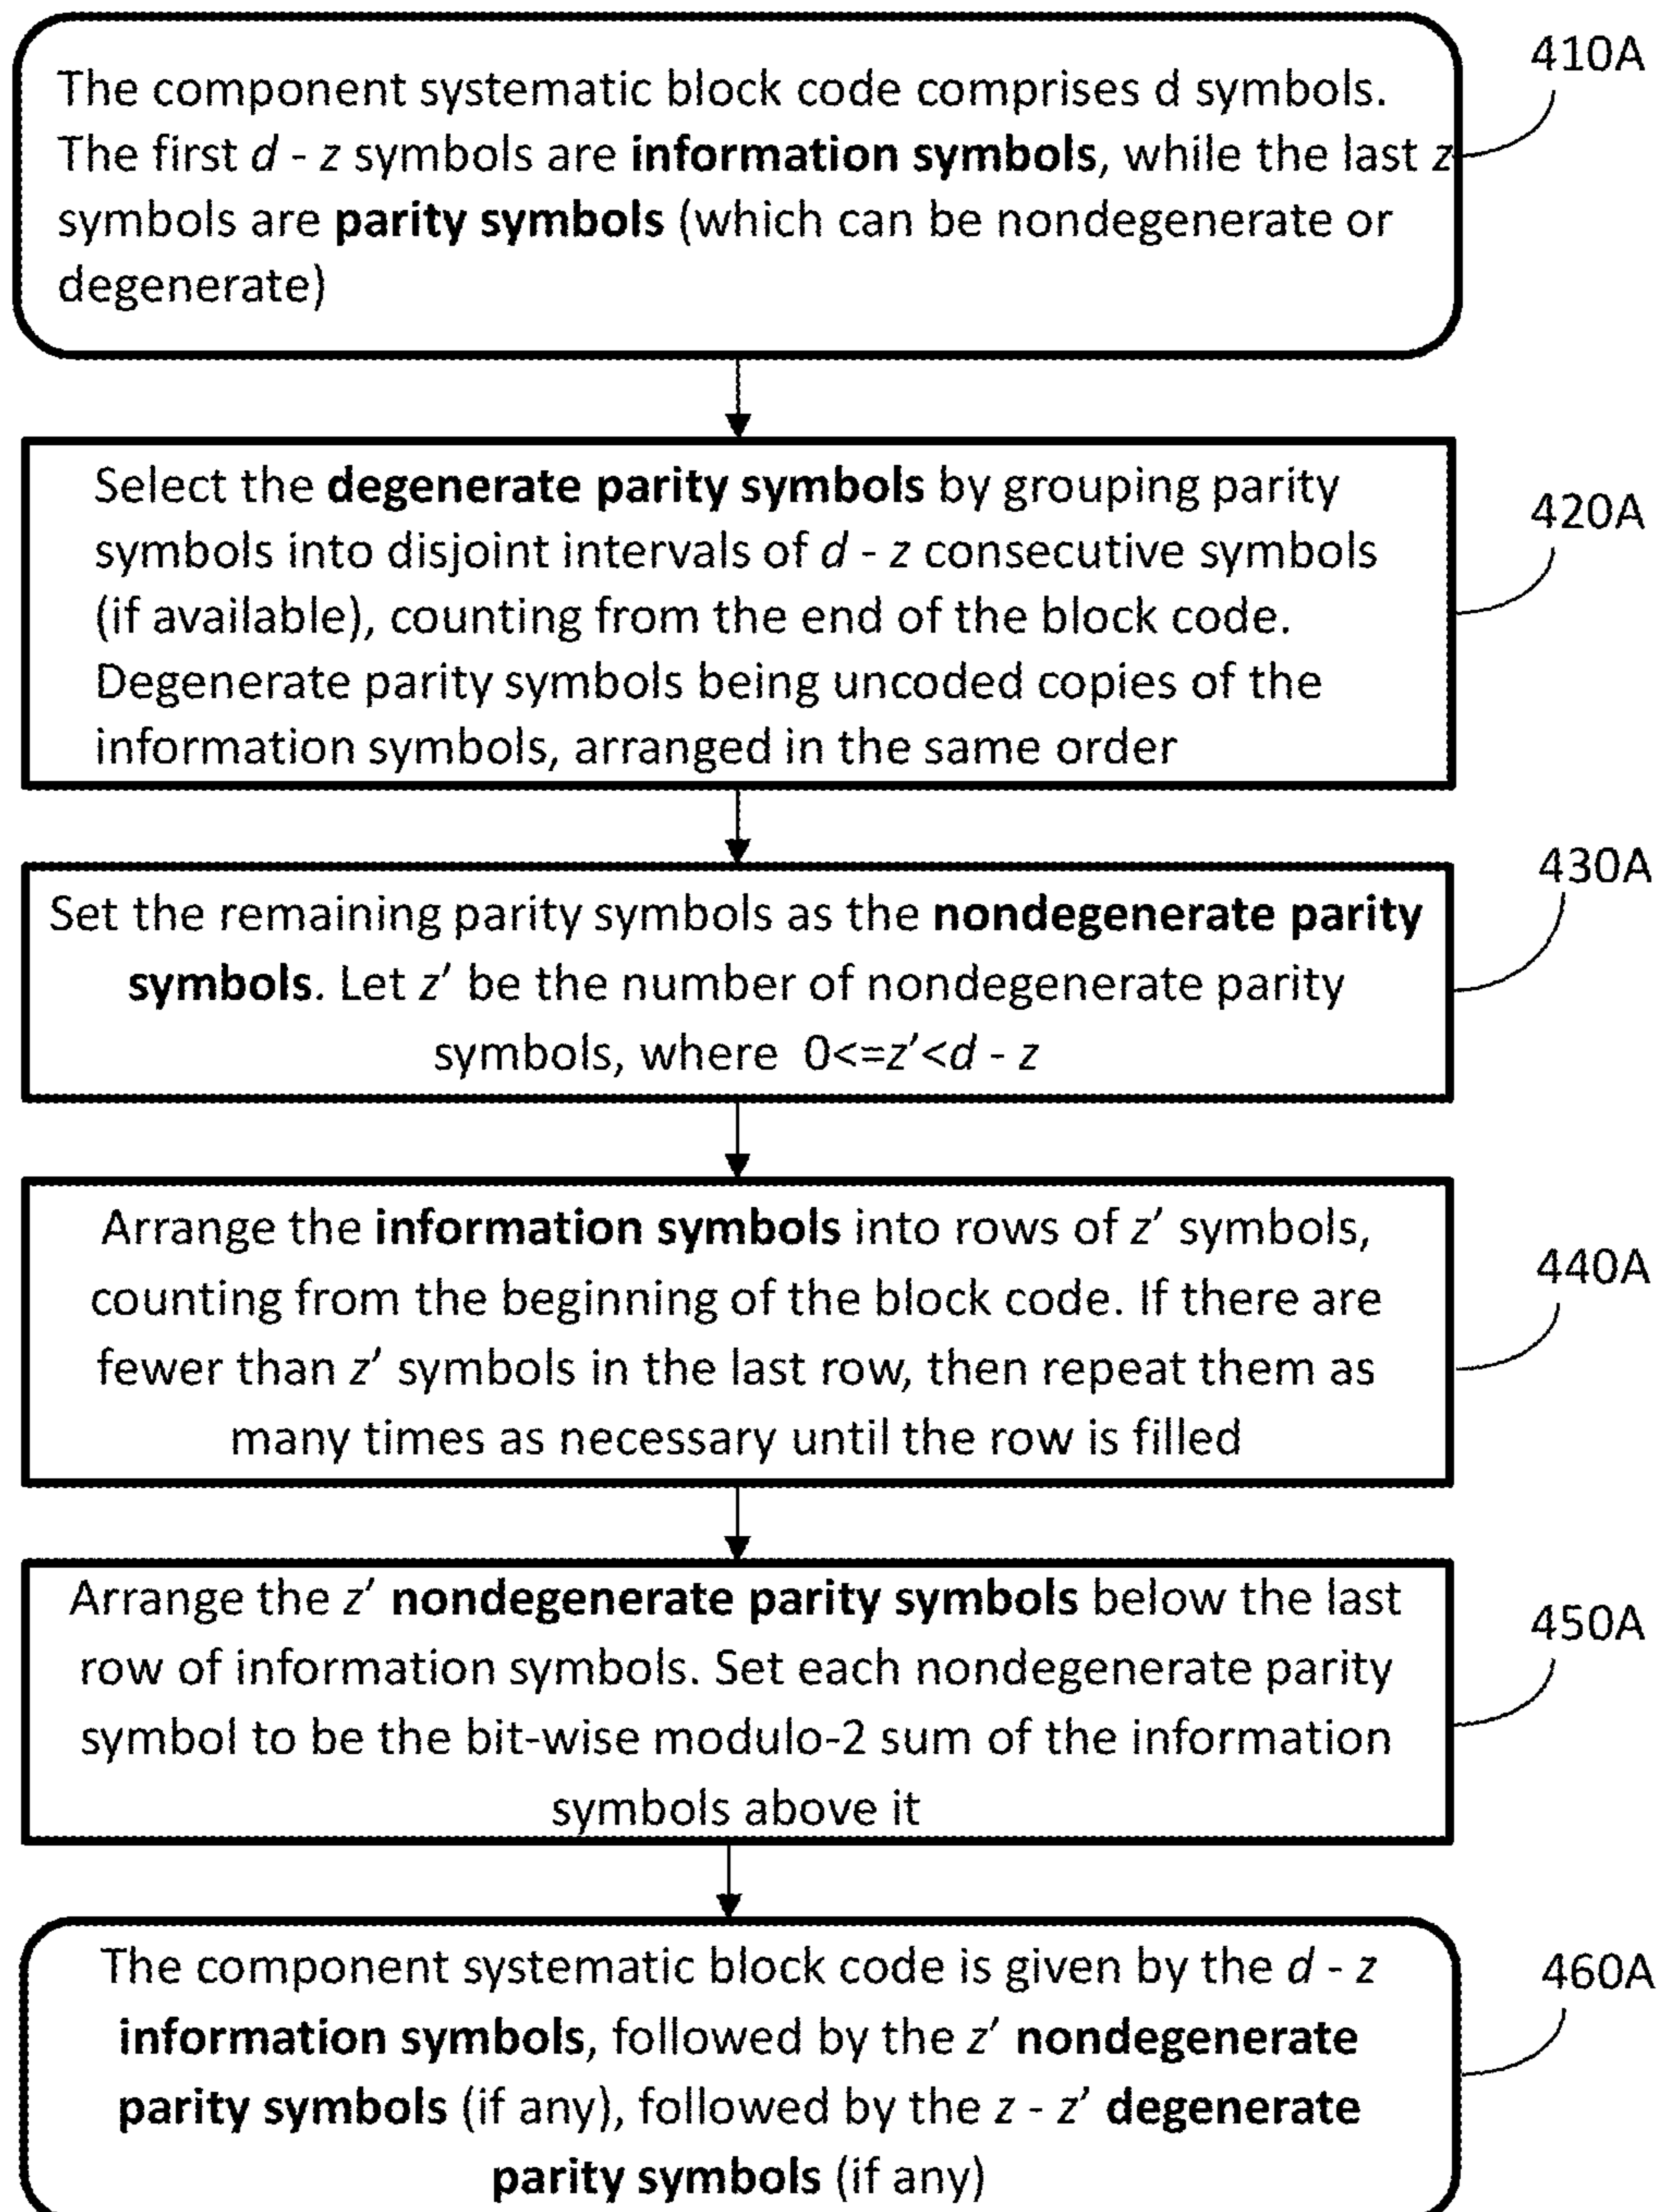 The component systematic block code comprises d symbols.
The first d - z symbols are information symbols, while the last z
symbols are parity symbols (which can be nondegenerate or
degenerate)
410A
Select the degenerate parity symbols by grouping parity
symbols into disjoint intervals of d - z consecutive symbols
(if available), counting from the end of the block code.
Degenerate parity symbols being uncoded copies of the
information symbols, arranged in the same order
420A
Set the remaining parity symbols as the nondegenerate parity
symbols. Let z' be the number of nondegenerate parity
symbols, where 0<=z'<d - z
430A
Arrange the information symbols into rows of z' symbols,
counting from the beginning of the block code. If there are
fewer than z' symbols in the last row, then repeat them as
many times as necessary until the row is filled
440A
Arrange the z' nondegenerate parity symbols below the last
row of information symbols. Set each nondegenerate parity
symbol to be the bit-wise modulo-2 sum of the information
symbols above it
450A
The component systematic block code is given by the d - z
information symbols, followed by the z' nondegenerate
parity symbols (if any), followed by the z - z' degenerate
parity symbols (if any)
460A